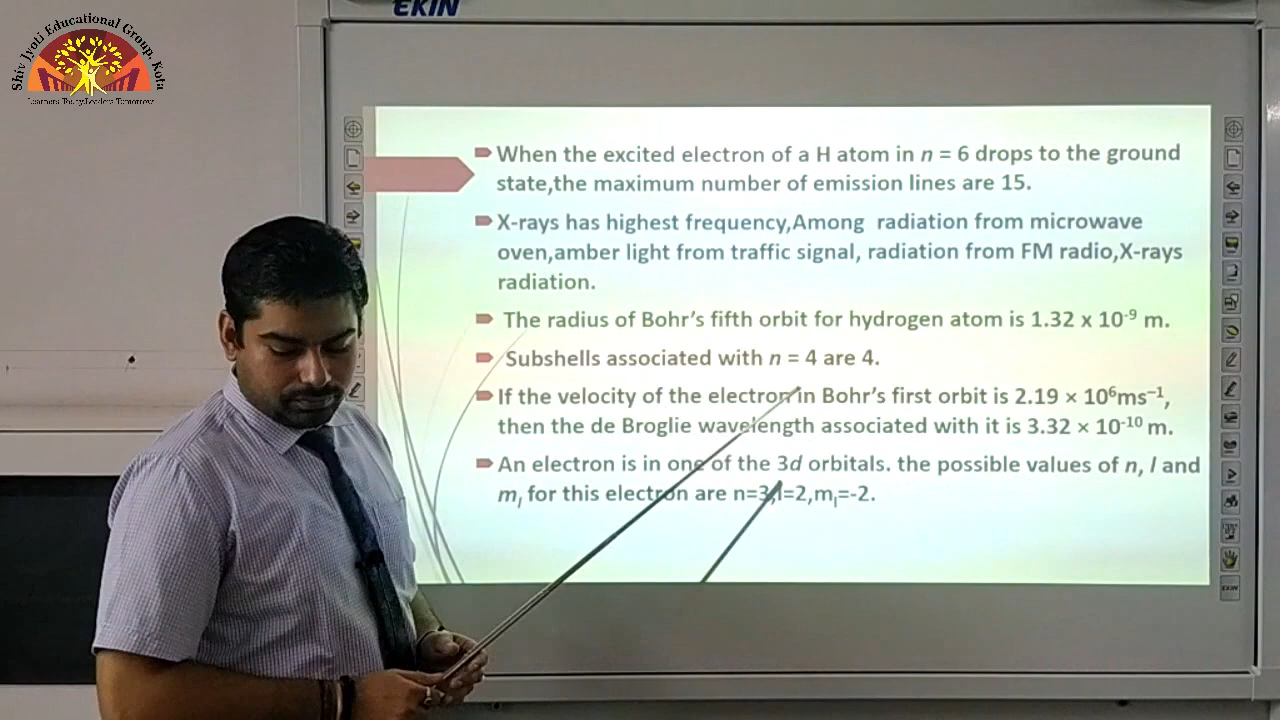 EKIN
Shiv Jyoti Educational Group, Kota
Learners Today,Leaders Tomorrow
When the excited electron of a H atom in n = 6 drops to the ground
state,the maximum number of emission lines are 15.
X-rays has highest frequency,Among radiation from microwave
oven,amber light from traffic signal, radiation from FM radio,X-rays
radiation.
The radius of Bohr's fifth orbit for hydrogen atom is 1.32 x 10⁻⁹ m.
Subshells associated with n = 4 are 4.
If the velocity of the electron in Bohr's first orbit is 2.19 × 10⁶ms⁻¹,
then the de Broglie wavelength associated with it is 3.32 × 10⁻¹⁰ m.
An electron is in one of the 3d orbitals. the possible values of n, l and
mₗ for this electron are n=3,l=2,mₗ=-2.
EKIN